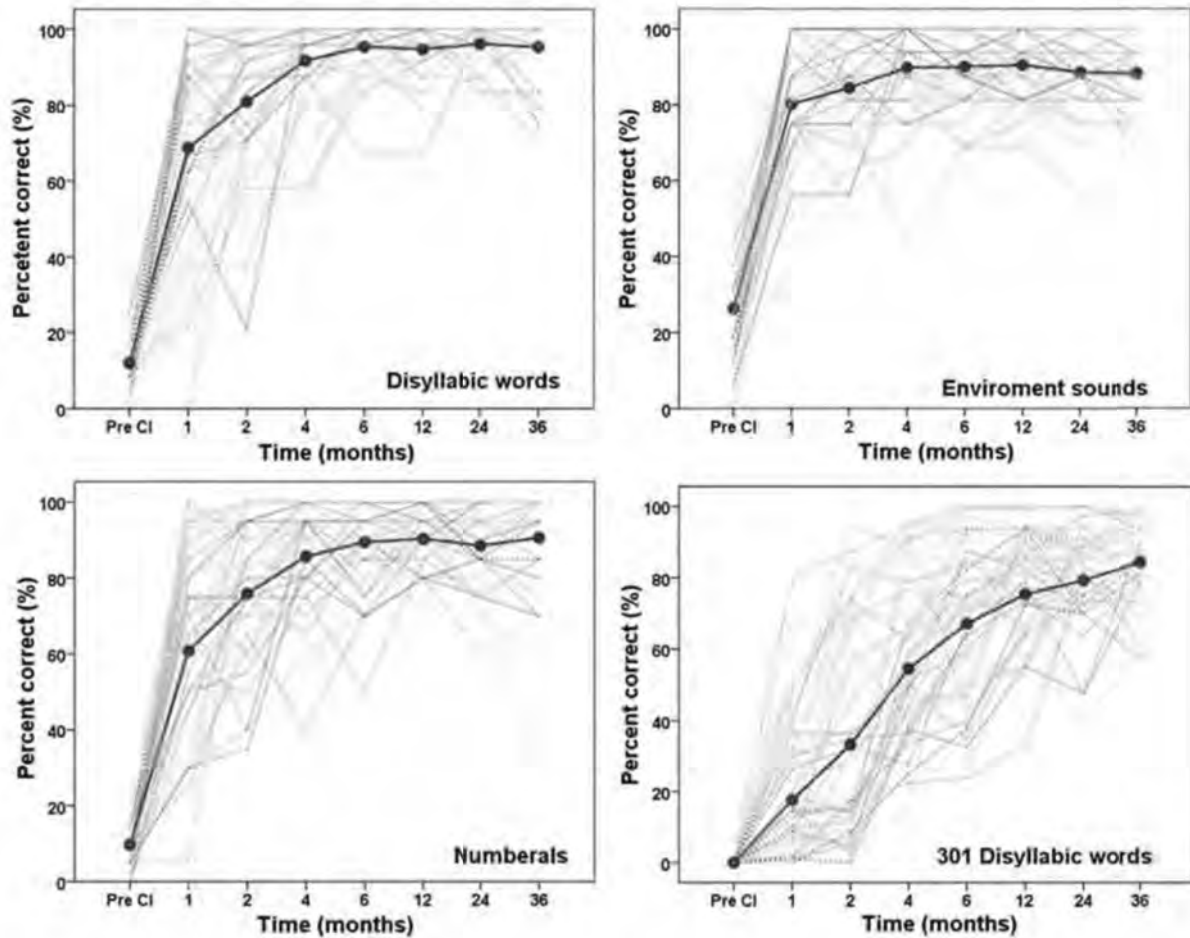 Percetent correct (%)
100
80
60
40
20
0
Disyllabic words
Pre CI 1 2 4 6 12 24 36
Time (months)
Percent correct (%)
100
80
60
40
20
0
Enviroment sounds
Pre CI 1 2 4 6 12 24 36
Time (months)
Percent correct (%)
100
80
60
40
20
0
Numberals
Pre CI 1 2 4 6 12 24 36
Time (months)
Percent correct (%)
100
80
60
40
20
0
301 Disyllabic words
Pre CI 1 2 4 6 12 24 36
Time (months)